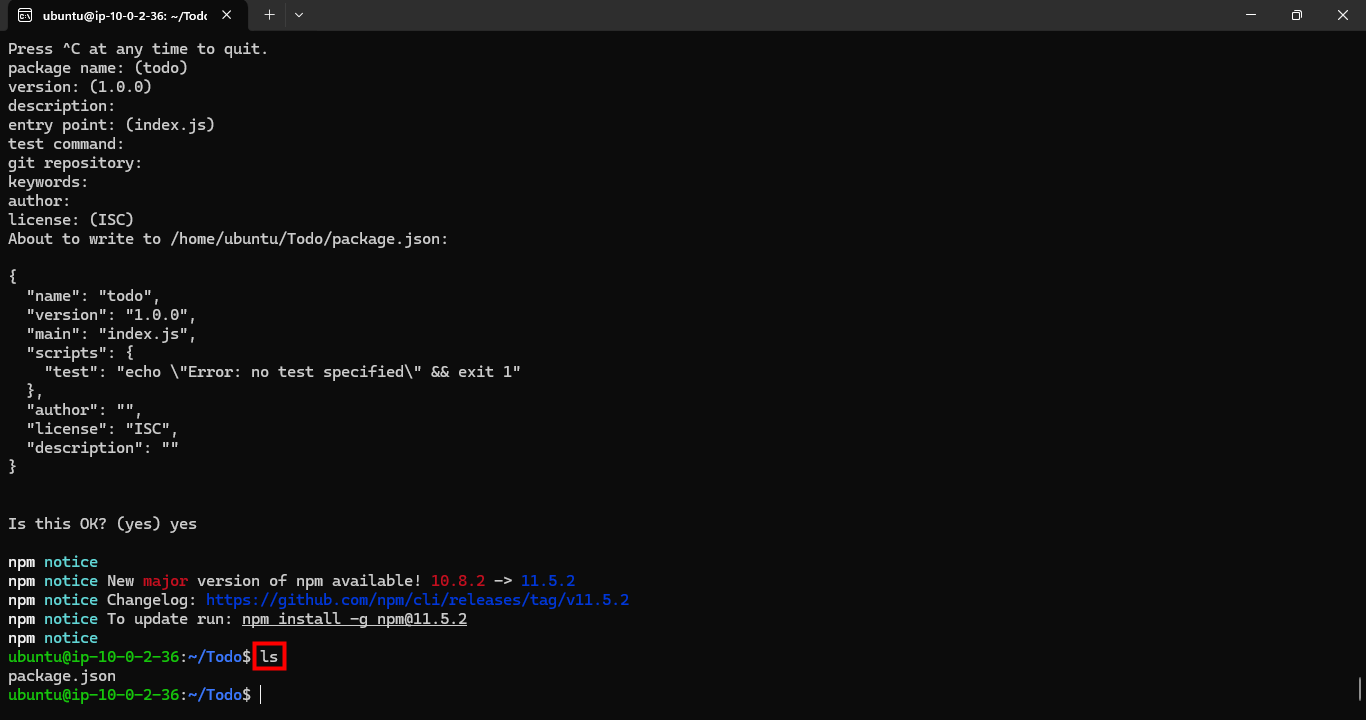 ubuntu@ip-10-0-2-36: ~/Todo
Press ^C at any time to quit.
package name: (todo)
version: (1.0.0)
description:
entry point: (index.js)
test command:
git repository:
keywords:
author:
license: (ISC)
About to write to /home/ubuntu/Todo/package.json:
{
  "name": "todo",
  "version": "1.0.0",
  "main": "index.js",
  "scripts": {
    "test": "echo \"Error: no test specified\" && exit 1"
  },
  "author": "",
  "license": "ISC",
  "description": ""
}
Is this OK? (yes) yes
npm notice
npm notice New major version of npm available! 10.8.2 -> 11.5.2
npm notice Changelog: https://github.com/npm/cli/releases/tag/v11.5.2
npm notice To update run: npm install -g npm@11.5.2
npm notice
ubuntu@ip-10-0-2-36:~/Todo$ ls
package.json
ubuntu@ip-10-0-2-36:~/Todo$